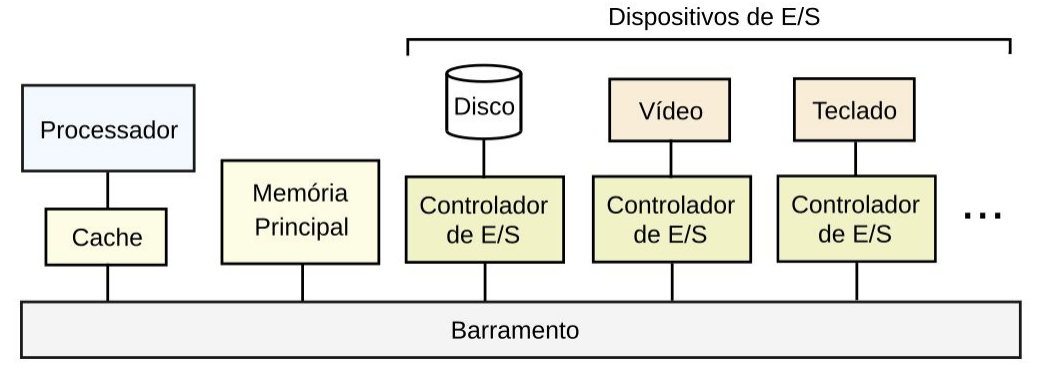 Dispositivos de E/S
Processador
Cache
Memória
Principal
Disco
Controlador
de E/S
Vídeo
Controlador
de E/S
Teclado
Controlador
de E/S
...
Barramento